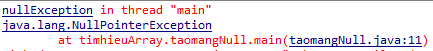 nullException in thread "main"
java.lang.NullPointerException
at timhieuArray.taomangNull.main(taomangNull.java:11)